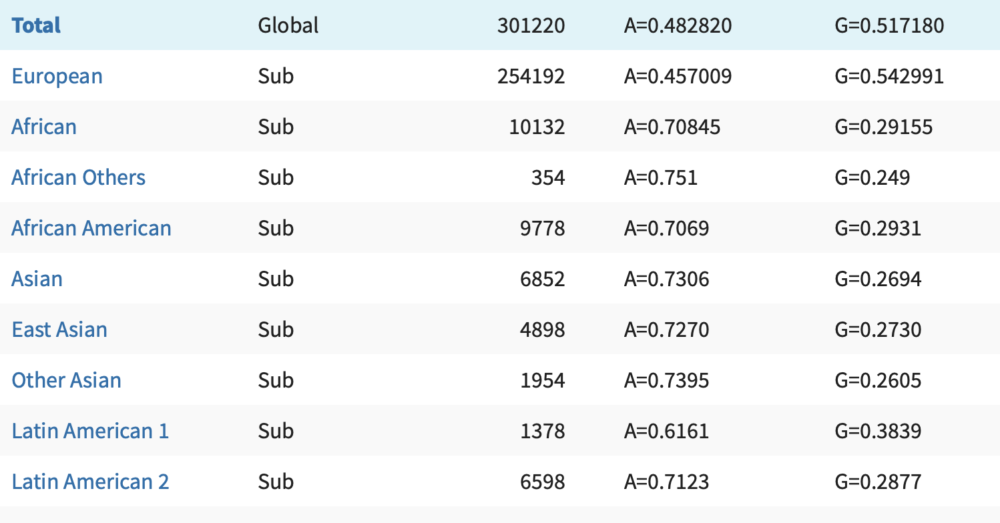 Total Global 301220 A=0.482820 G=0.517180
European Sub 254192 A=0.457009 G=0.542991
African Sub 10132 A=0.70845 G=0.29155
African Others Sub 354 A=0.751 G=0.249
African American Sub 9778 A=0.7069 G=0.2931
Asian Sub 6852 A=0.7306 G=0.2694
East Asian Sub 4898 A=0.7270 G=0.2730
Other Asian Sub 1954 A=0.7395 G=0.2605
Latin American 1 Sub 1378 A=0.6161 G=0.3839
Latin American 2 Sub 6598 A=0.7123 G=0.2877